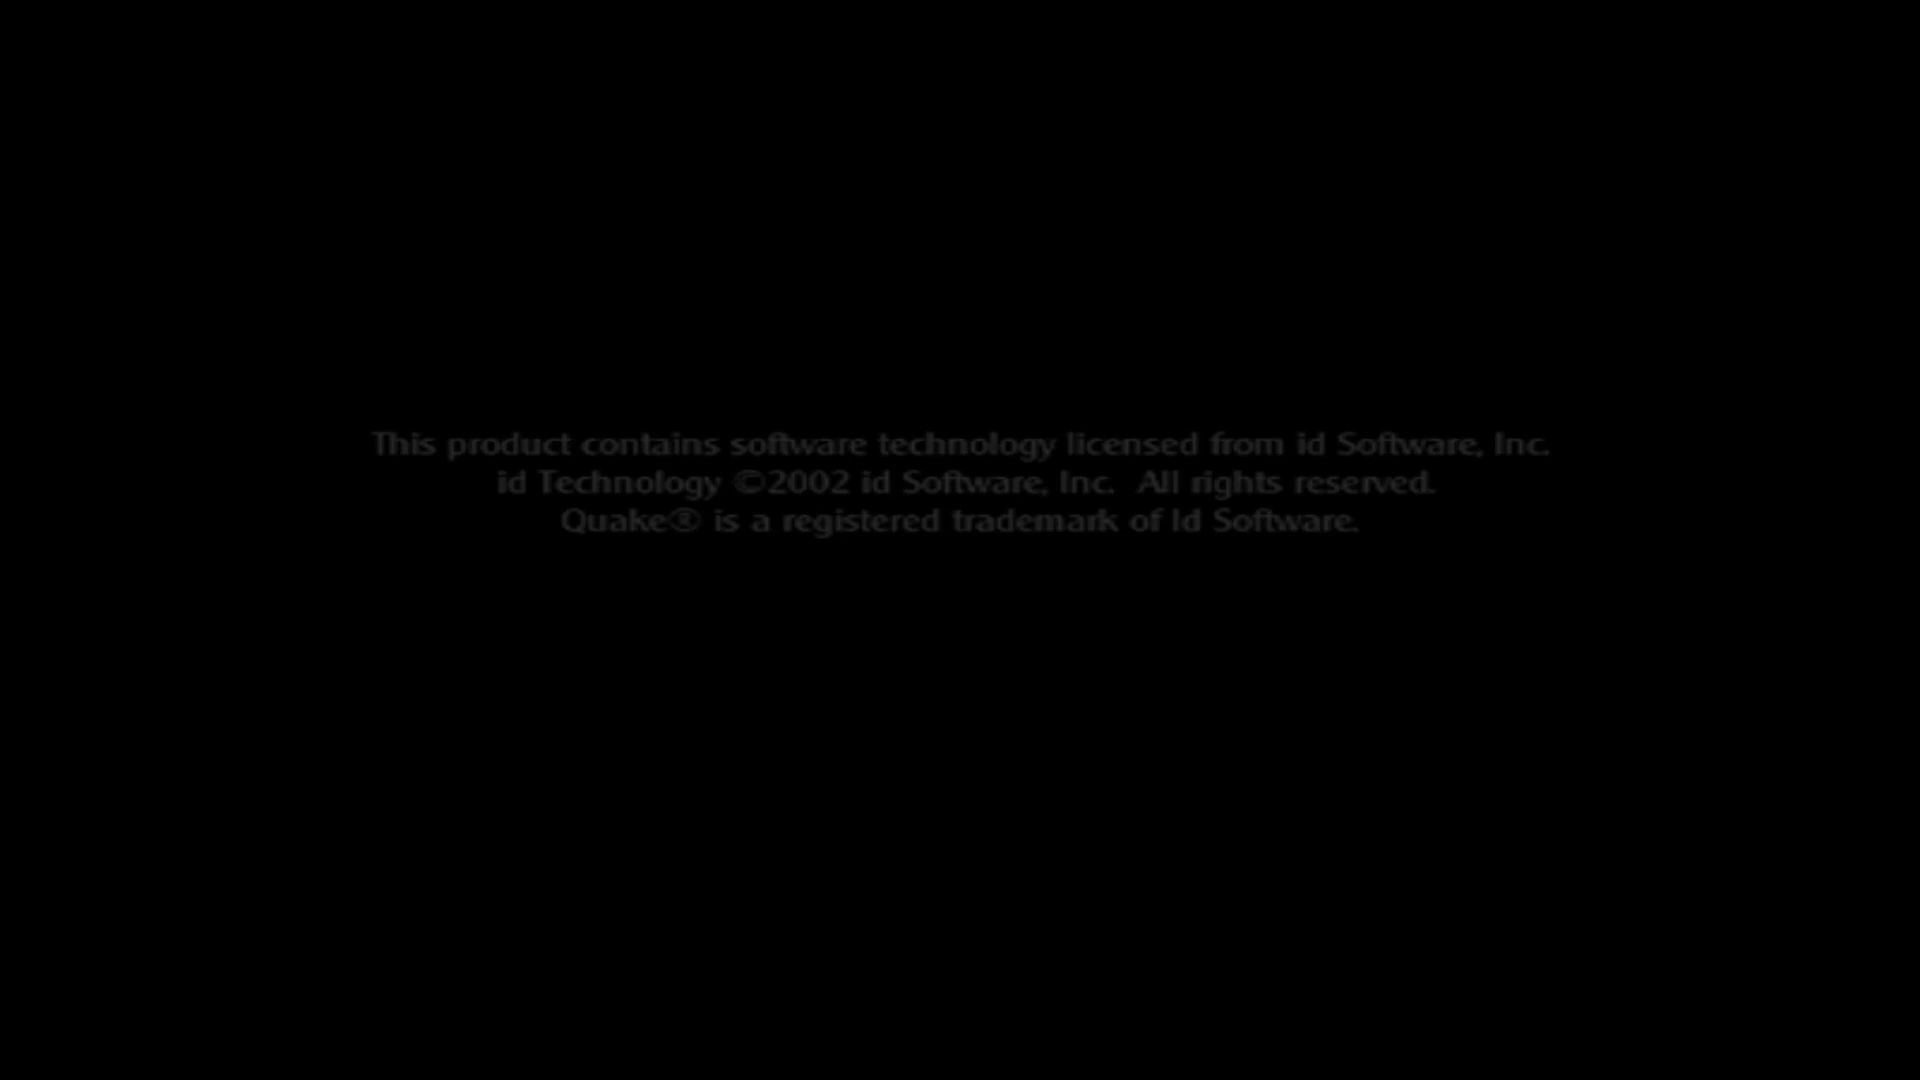 This product contains software technology licensed from id Software, Inc.
id Technology ©2002 id Software, Inc.  All rights reserved.
Quake® is a registered trademark of Id Software.